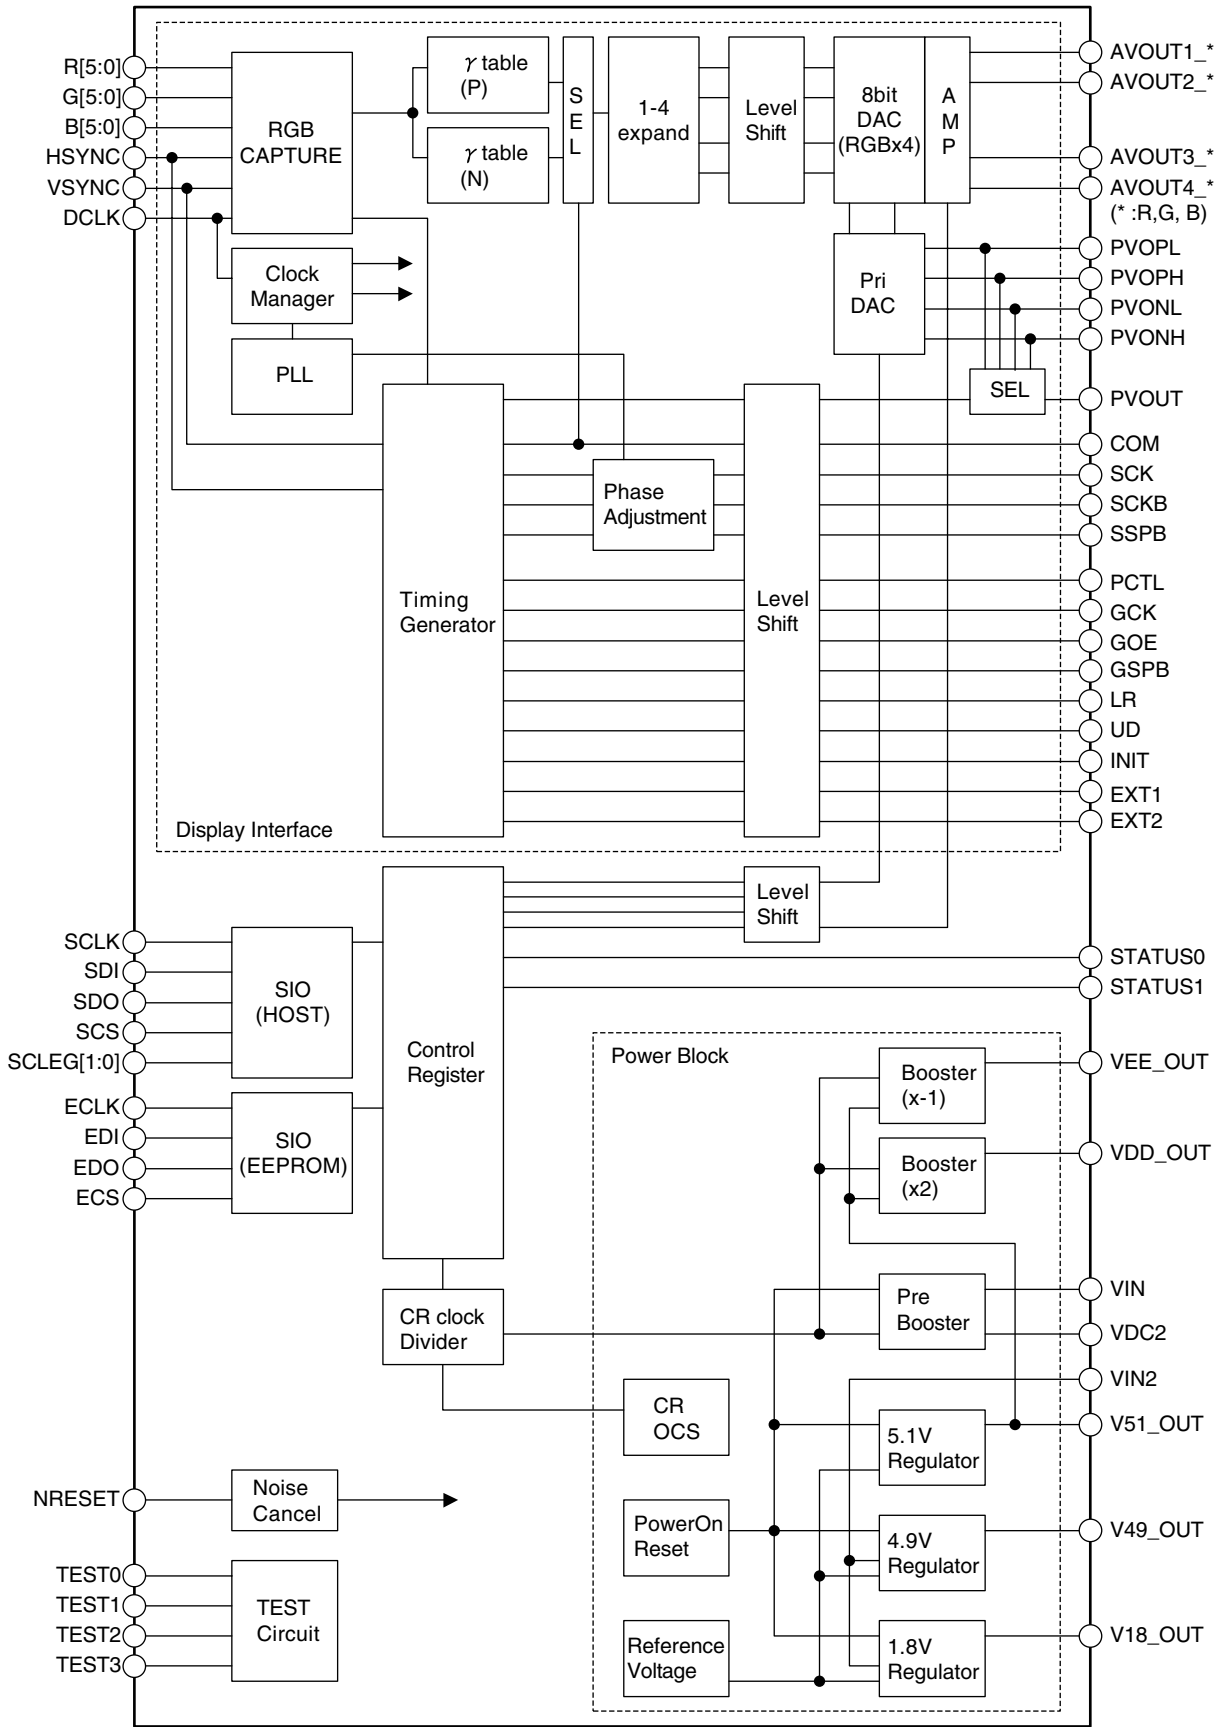 R[5:0]
G[5:0]
B[5:0]
HSYNC
VSYNC
DCLK
RGB
CAPTURE
γ table
(P)
γ table
(N)
S
E
L
1-4
expand
Level
Shift
8bit
DAC
(RGBx4)
A
M
P
AVOUT1_*
AVOUT2_*
AVOUT3_*
AVOUT4_*
(* :R,G, B)
Clock
Manager
PLL
Pri
DAC
PVOPL
PVOPH
PVONL
PVONH
SEL
PVOUT
COM
SCK
SCKB
SSPB
Phase
Adjustment
Timing
Generator
Level
Shift
PCTL
GCK
GOE
GSPB
LR
UD
INIT
EXT1
EXT2
Display Interface
Level
Shift
SCLK
SDI
SDO
SCS
SCLEG[1:0]
SIO
(HOST)
ECLK
EDI
EDO
ECS
SIO
(EEPROM)
Control
Register
STATUS0
STATUS1
Power Block
Booster
(x-1)
VEE_OUT
Booster
(x2)
VDD_OUT
CR clock
Divider
Pre
Booster
VIN
VDC2
VIN2
CR
OCS
5.1V
Regulator
V51_OUT
NRESET
Noise
Cancel
PowerOn
Reset
4.9V
Regulator
V49_OUT
TEST0
TEST1
TEST2
TEST3
TEST
Circuit
Reference
Voltage
1.8V
Regulator
V18_OUT